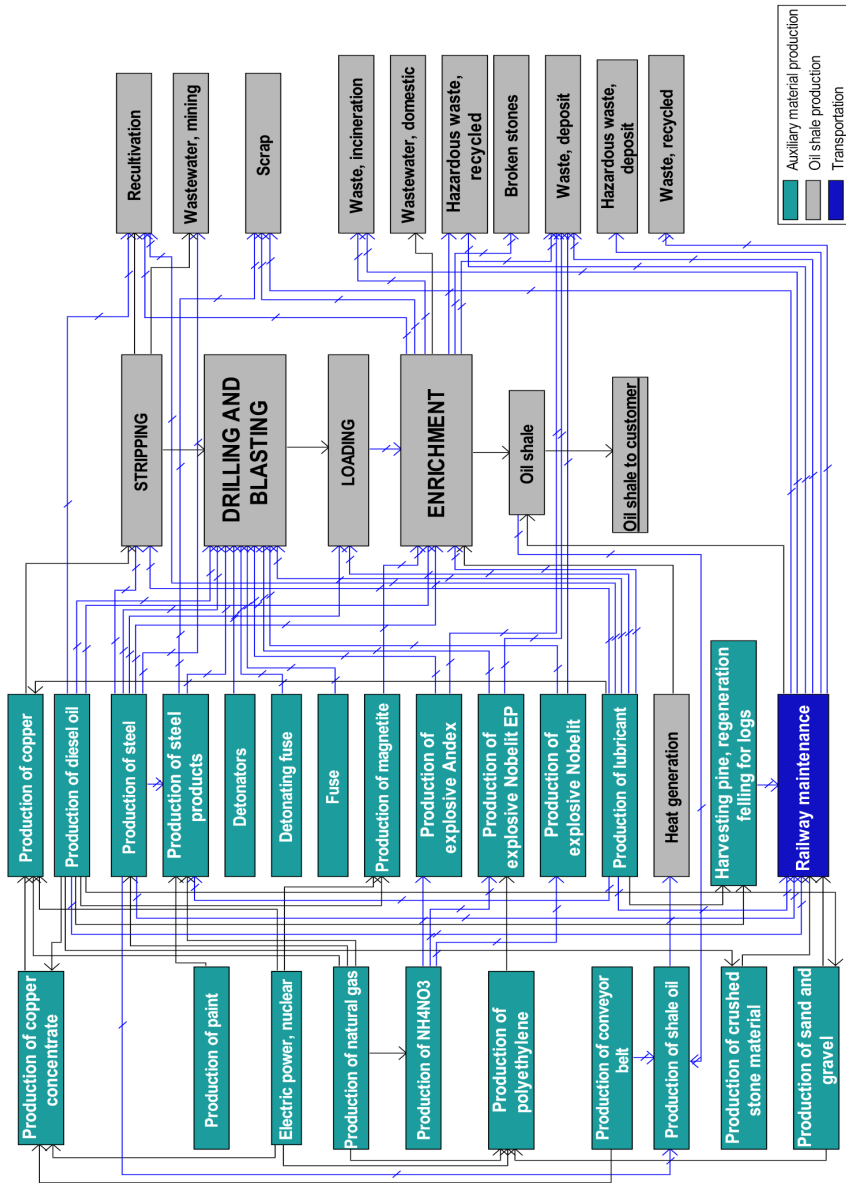 Production of copper
concentrate
Production of paint
Electric power, nuclear
Production of natural gas
Production of NH4NO3
Production of
polyethylene
Production of conveyor
belt
Production of shale oil
Production of crushed
stone material
Production of sand and
gravel
Production of copper
Production of diesel oil
Production of steel
Production of steel
products
Detonators
Detonating fuse
Fuse
Production of magnetite
Production of
explosive Andex
Production of
explosive Nobelit EP
Production of
explosive Nobelit
Production of lubricant
Heat generation
Harvesting pine, regeneration
felling for logs
Railway maintenance
STRIPPING
DRILLING AND
BLASTING
LOADING
ENRICHMENT
Oil shale
Oil shale to customer
Recultivation
Wastewater, mining
Scrap
Waste, incineration
Wastewater, domestic
Hazardous waste,
recycled
Broken stones
Waste, deposit
Hazardous waste,
deposit
Waste, recycled
Auxiliary material production
Oil shale production
Transportation